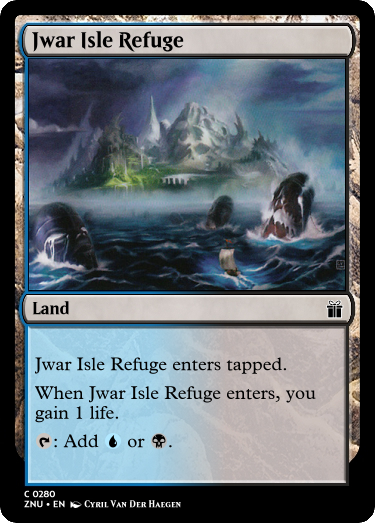 Jwar Isle Refuge
Land
Jwar Isle Refuge enters tapped.
When Jwar Isle Refuge enters, you
gain 1 life.
: Add or .
C 0280
ZNU • EN Cyril Van Der Haegen